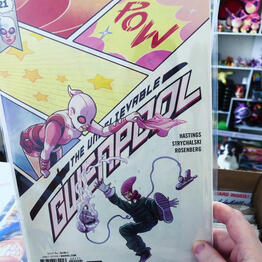 21
POW
THE UNBELIEVABLE
GWENPOOL
HASTINGS
STRYCHALSKI
ROSENBERG